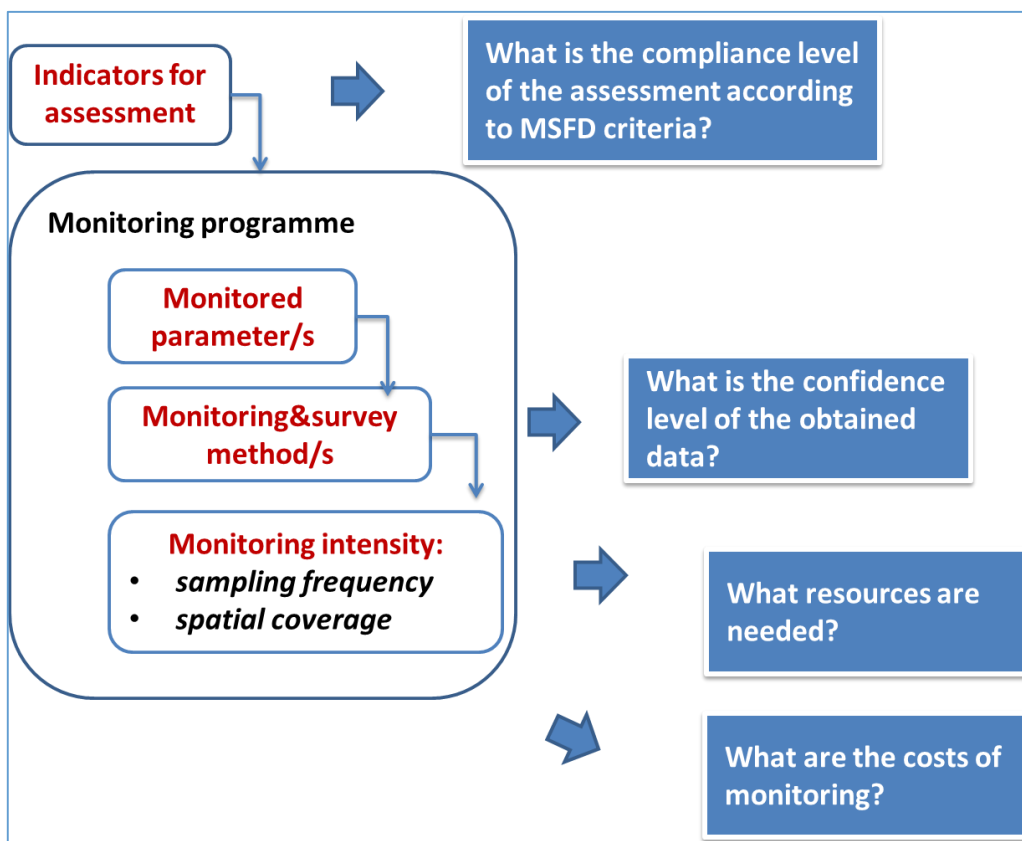 Indicators for
assessment
What is the compliance level
of the assessment according
to MSFD criteria?
Monitoring programme
Monitored
parameter/s
Monitoring&survey
method/s
What is the confidence
level of the obtained
data?
Monitoring intensity:
• sampling frequency
• spatial coverage
What resources are
needed?
What are the costs of
monitoring?